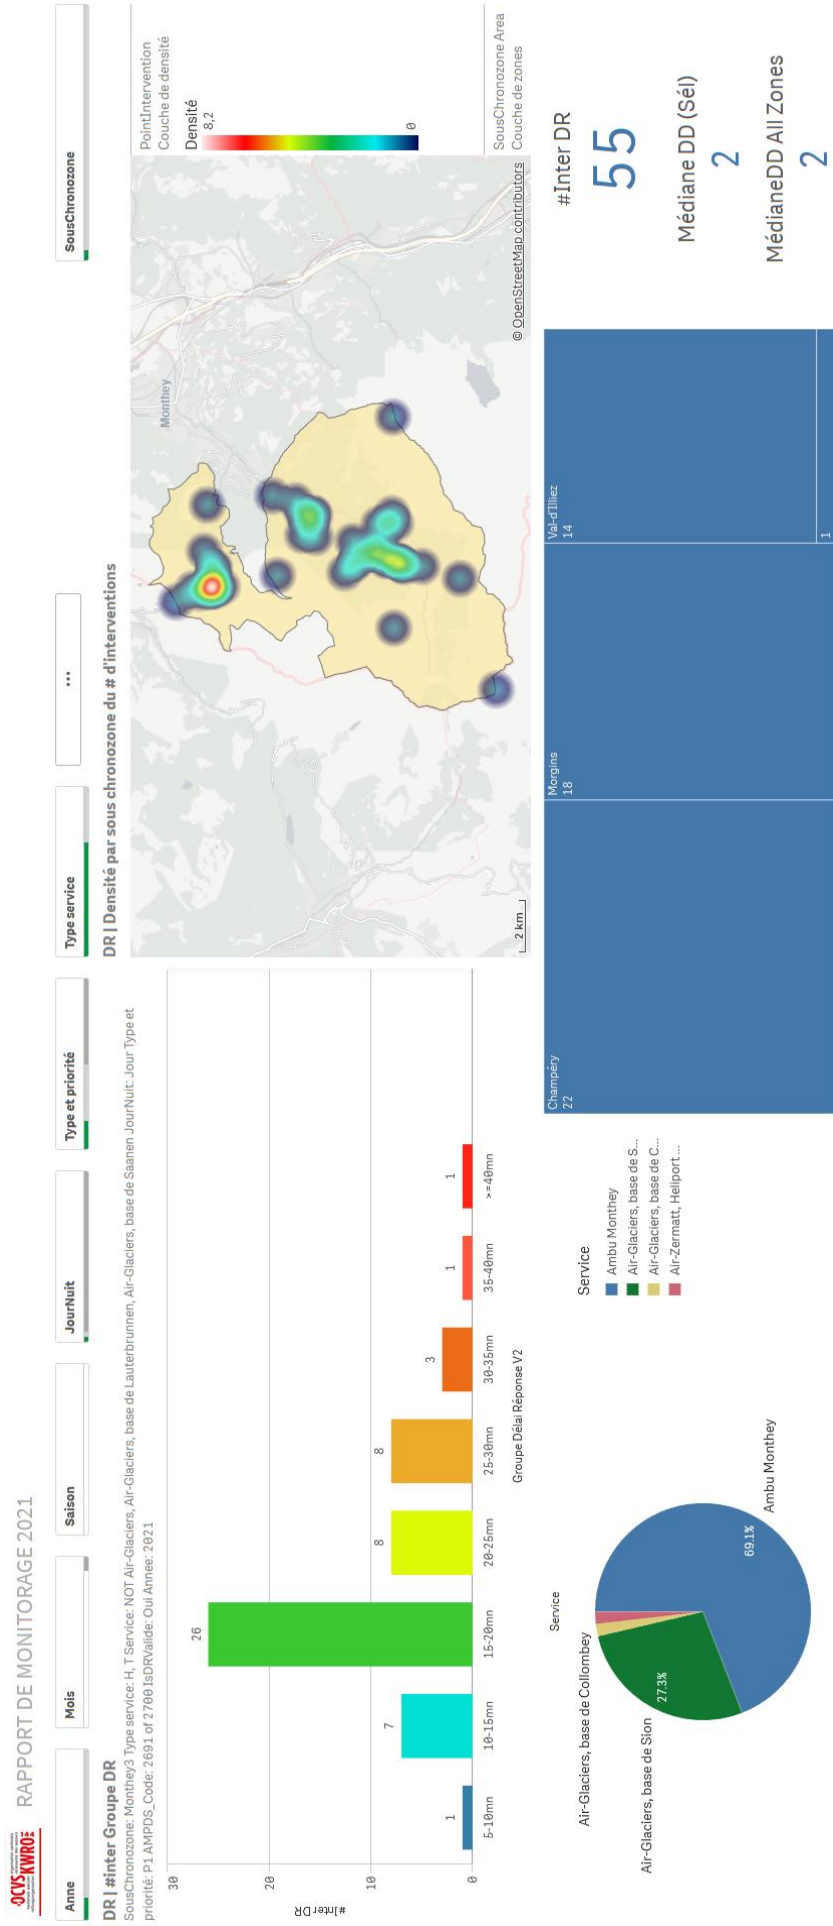 OCVS
KWRO
RAPPORT DE MONITORAGE 2021
Anne
Mois
Saison
JourNuit
Type et priorité
Type service
...
SousChronozone
DR | #inter Groupe DR
SousChronozone: Monthey3 Type service: H, T Service: NOT Air-Glaciers, Air-Glaciers, base de Lauterbrunnen, Air-Glaciers, base de Saanen JourNuit: Jour Type et
priorité: P1 AMPDS_Code: 2691 of 2700 IsDRValide: Oui Annee: 2021
30
20
10
0
#Inter DR
1
7
26
8
8
3
1
1
5-10mn
10-15mn
15-20mn
20-25mn
25-30mn
30-35mn
35-40mn
>=40mn
Groupe Délai Réponse V2
DR | Densité par sous chronozone du # d'interventions
Monthey
2 km
© OpenStreetMap contributors
PointIntervention
Couche de densité
Densité
8,2
0
SousChronozone Area
Couche de zones
Service
Air-Glaciers, base de Collombey
Air-Glaciers, base de Sion
27.3%
69.1%
Ambu Monthey
Service
Ambu Monthey
Air-Glaciers, base de S...
Air-Glaciers, base de C...
Air-Zermatt, Heliport ...
Champéry
22
Morgins
18
Val-d'Illiez
14
1
#Inter DR
55
Médiane DD (Sél)
2
MédianeDD All Zones
2